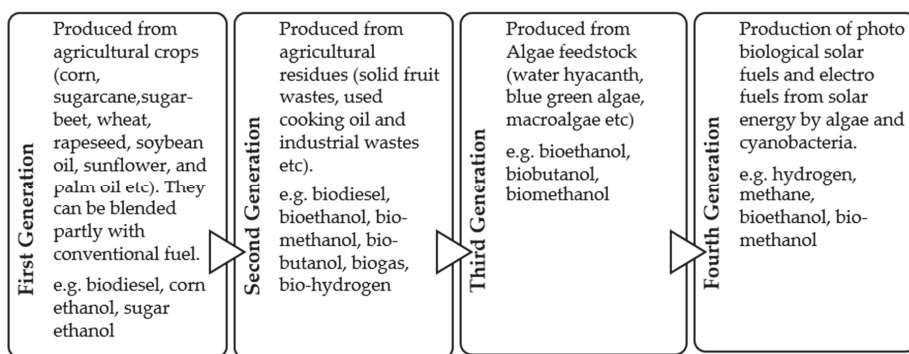 First Generation
Produced from
agricultural crops
(corn,
sugarcane,sugar-
beet, wheat,
rapeseed, soybean
oil, sunflower, and
palm oil etc). They
can be blended
partly with
conventional fuel.
e.g. biodiesel, corn
ethanol, sugar
ethanol
Second Generation
Produced from
agricultural
residues (solid fruit
wastes, used
cooking oil and
industrial wastes
etc).
e.g. biodiesel,
bioethanol, bio-
methanol, bio-
butanol, biogas,
bio-hydrogen
Third Generation
Produced from
Algae feedstock
(water hyacanth,
blue green algae,
macroalgae etc)
e.g. bioethanol,
biobutanol,
biomethanol
Fourth Generation
Production of photo
biological solar
fuels and electro
fuels from solar
energy by algae and
cyanobacteria.
e.g. hydrogen,
methane,
bioethanol, bio-
methanol